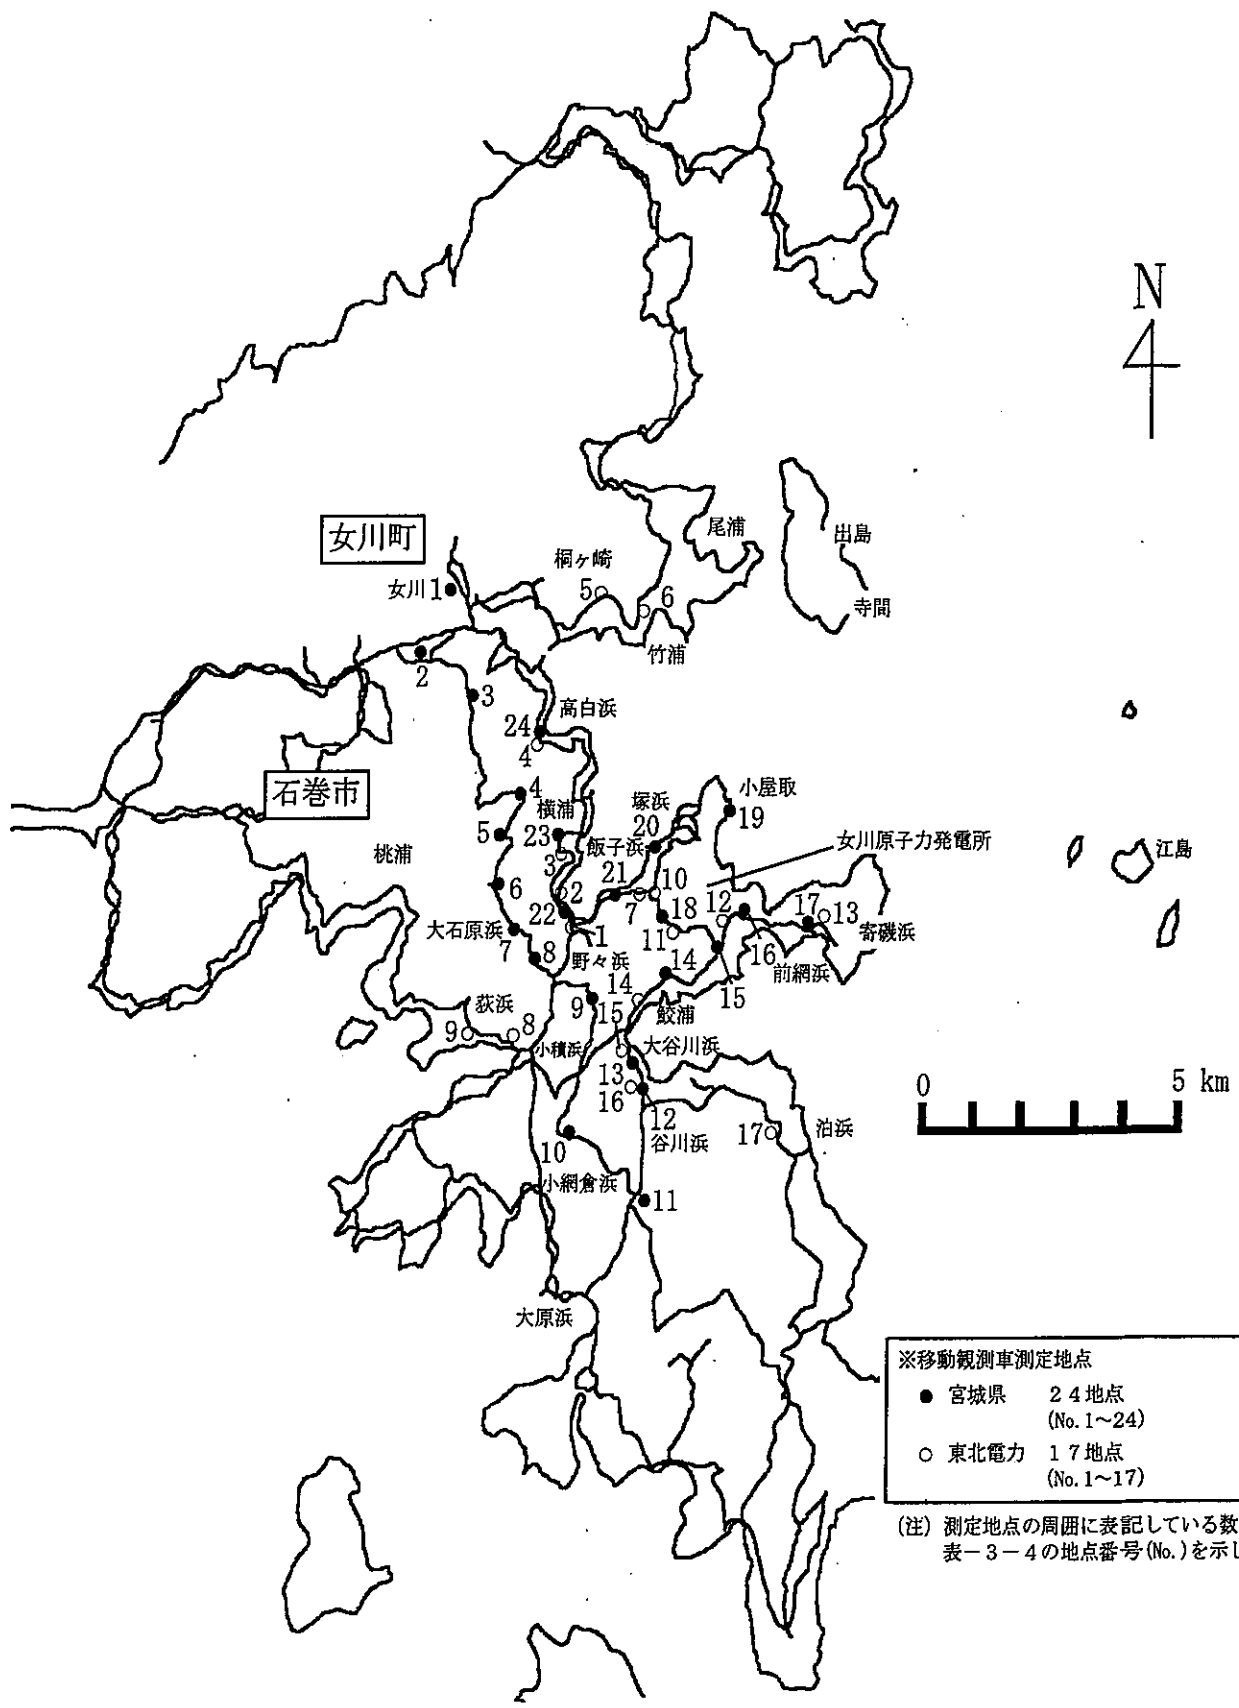 N
女川町
尾浦
出島
桐ヶ崎
女川 1
5
6
寺間
竹浦
2
3
高白浜
24
4
石巻市
4
横浦
小屋取
塚浜
19
5
23
20
女川原子力発電所
飯子浜
3
江島
桃浦
6
2
21
7
10
22
18
12
17
13
大石原浜
1
11
16
寄磯浜
7
8
野々浜
14
前網浜
9
14
15
荻浜
15
鮫浦
9
8
小積浜
大谷川浜
13
0
5 km
16
12
10
谷川浜
17
泊浜
小網倉浜
11
大原浜
※移動観測車測定地点
● 宮城県 24地点
(No.1~24)
○ 東北電力 17地点
(No.1~17)
(注) 測定地点の周囲に表記している数
表-3-4の地点番号(No.)を示し